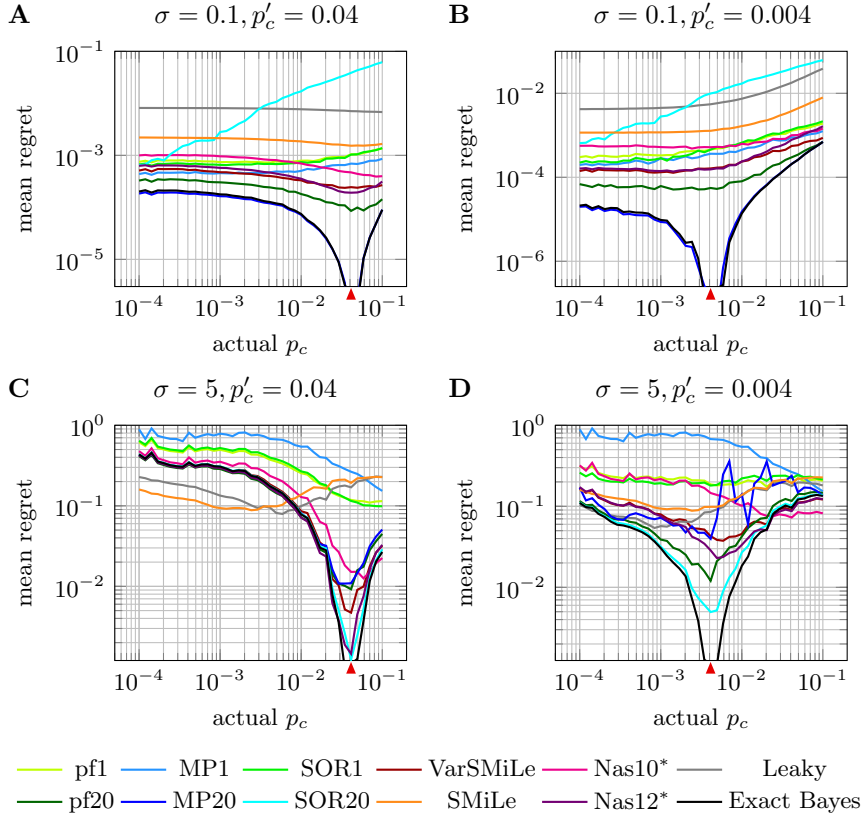 A σ = 0.1, p′c = 0.04
B σ = 0.1, p′c = 0.004
mean regret
10−1
10−3
10−5
10−4 10−3 10−2 10−1
actual pc
mean regret
10−2
10−4
10−6
10−4 10−3 10−2 10−1
actual pc
C σ = 5, p′c = 0.04
D σ = 5, p′c = 0.004
mean regret
100
10−1
10−2
10−4 10−3 10−2 10−1
actual pc
mean regret
100
10−1
10−2
10−4 10−3 10−2 10−1
actual pc
pf1 MP1 SOR1 VarSMiLe Nas10* Leaky
pf20 MP20 SOR20 SMiLe Nas12* Exact Bayes